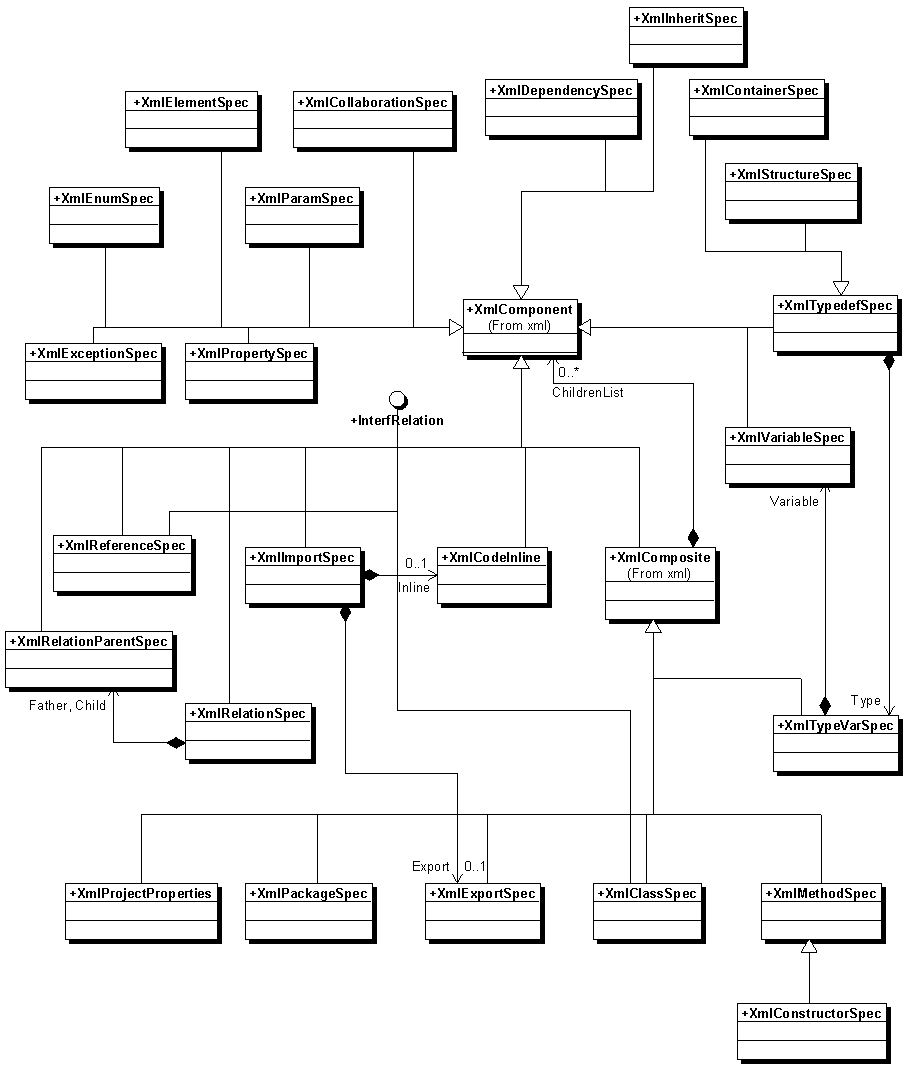 +XmlInheritSpec
+XmlDependencySpec
+XmlContainerSpec
+XmlElementSpec
+XmlCollaborationSpec
+XmlStructureSpec
+XmlEnumSpec
+XmlParamSpec
+XmlComponent
(From xml)
+XmlTypedefSpec
+XmlExceptionSpec
+XmlPropertySpec
0..*
ChildrenList
+InterfRelation
+XmlVariableSpec
Variable
+XmlReferenceSpec
+XmlImportSpec
0..1
Inline
+XmlCodeInline
+XmlComposite
(From xml)
+XmlRelationParentSpec
Father, Child
+XmlRelationSpec
Type
+XmlTypeVarSpec
Export
0..1
+XmlProjectProperties
+XmlPackageSpec
+XmlExportSpec
+XmlClassSpec
+XmlMethodSpec
+XmlConstructorSpec